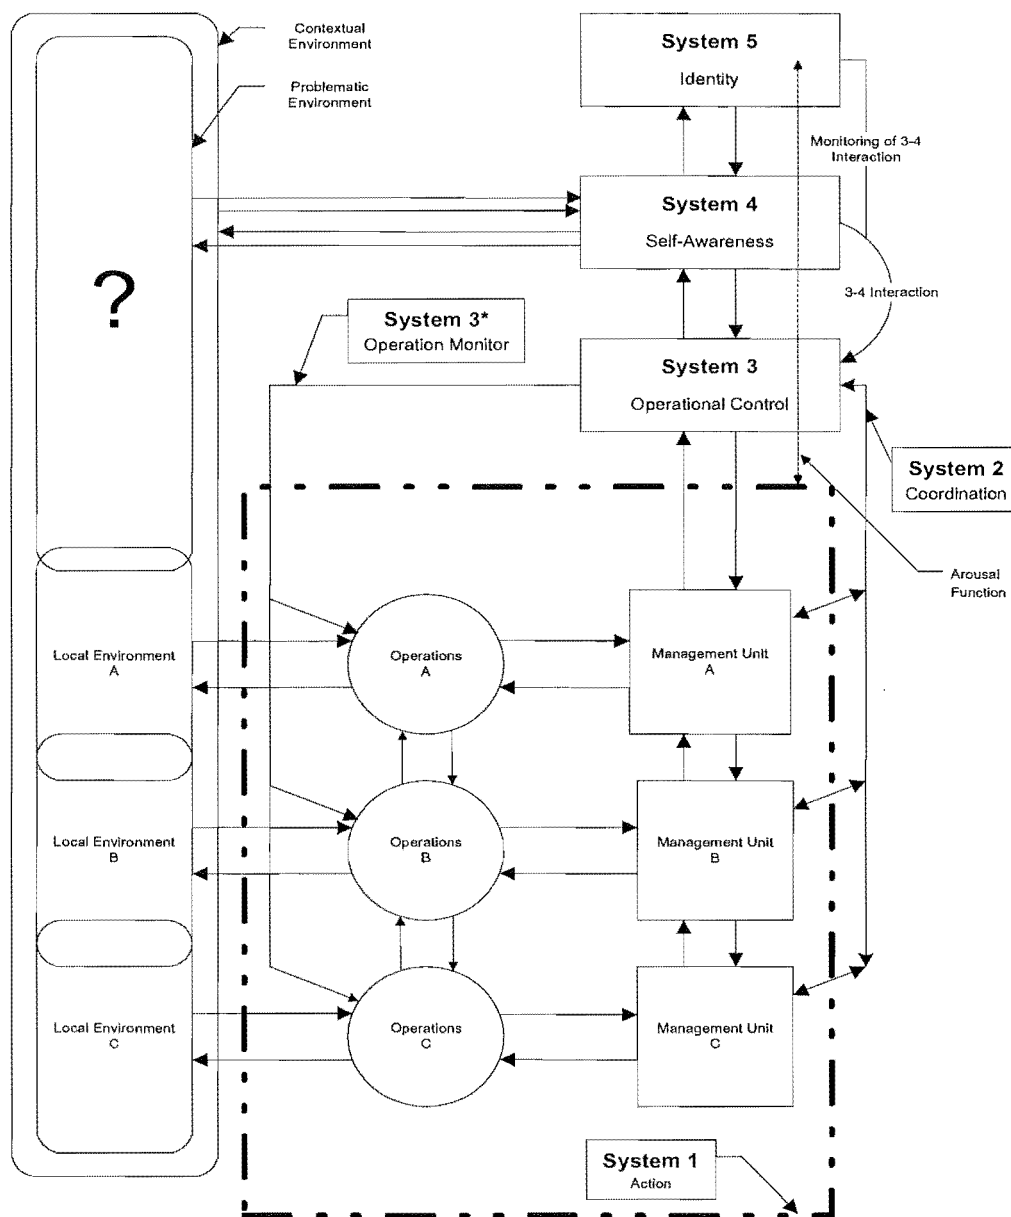 Contextual
Environment
Problematic
Environment
System 5
Identity
Monitoring of 3-4
Interaction
System 4
Self-Awareness
?
3-4 Interaction
System 3*
Operation Monitor
System 3
Operational Control
System 2
Coordination
Arousal
Function
Local Environment
A
Operations
A
Management Unit
A
Local Environment
B
Operations
B
Management Unit
B
Local Environment
C
Operations
C
Management Unit
C
System 1
Action